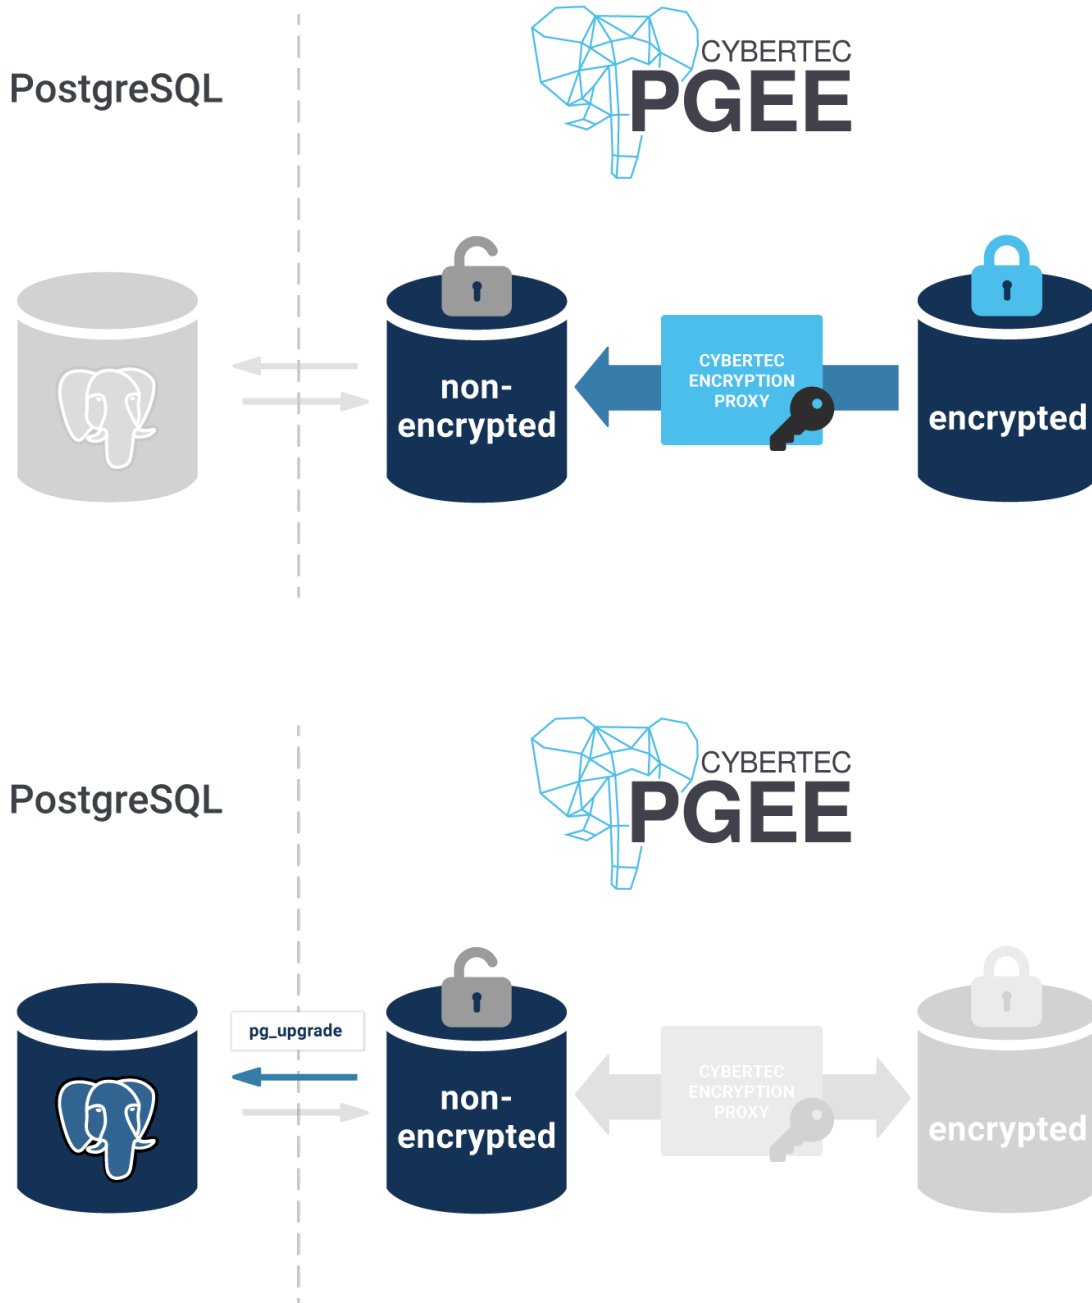 PostgreSQL
CYBERTEC
PGEE
non-
encrypted
CYBERTEC
ENCRYPTION
PROXY
encrypted
PostgreSQL
CYBERTEC
PGEE
pg_upgrade
non-
encrypted
CYBERTEC
ENCRYPTION
PROXY
encrypted